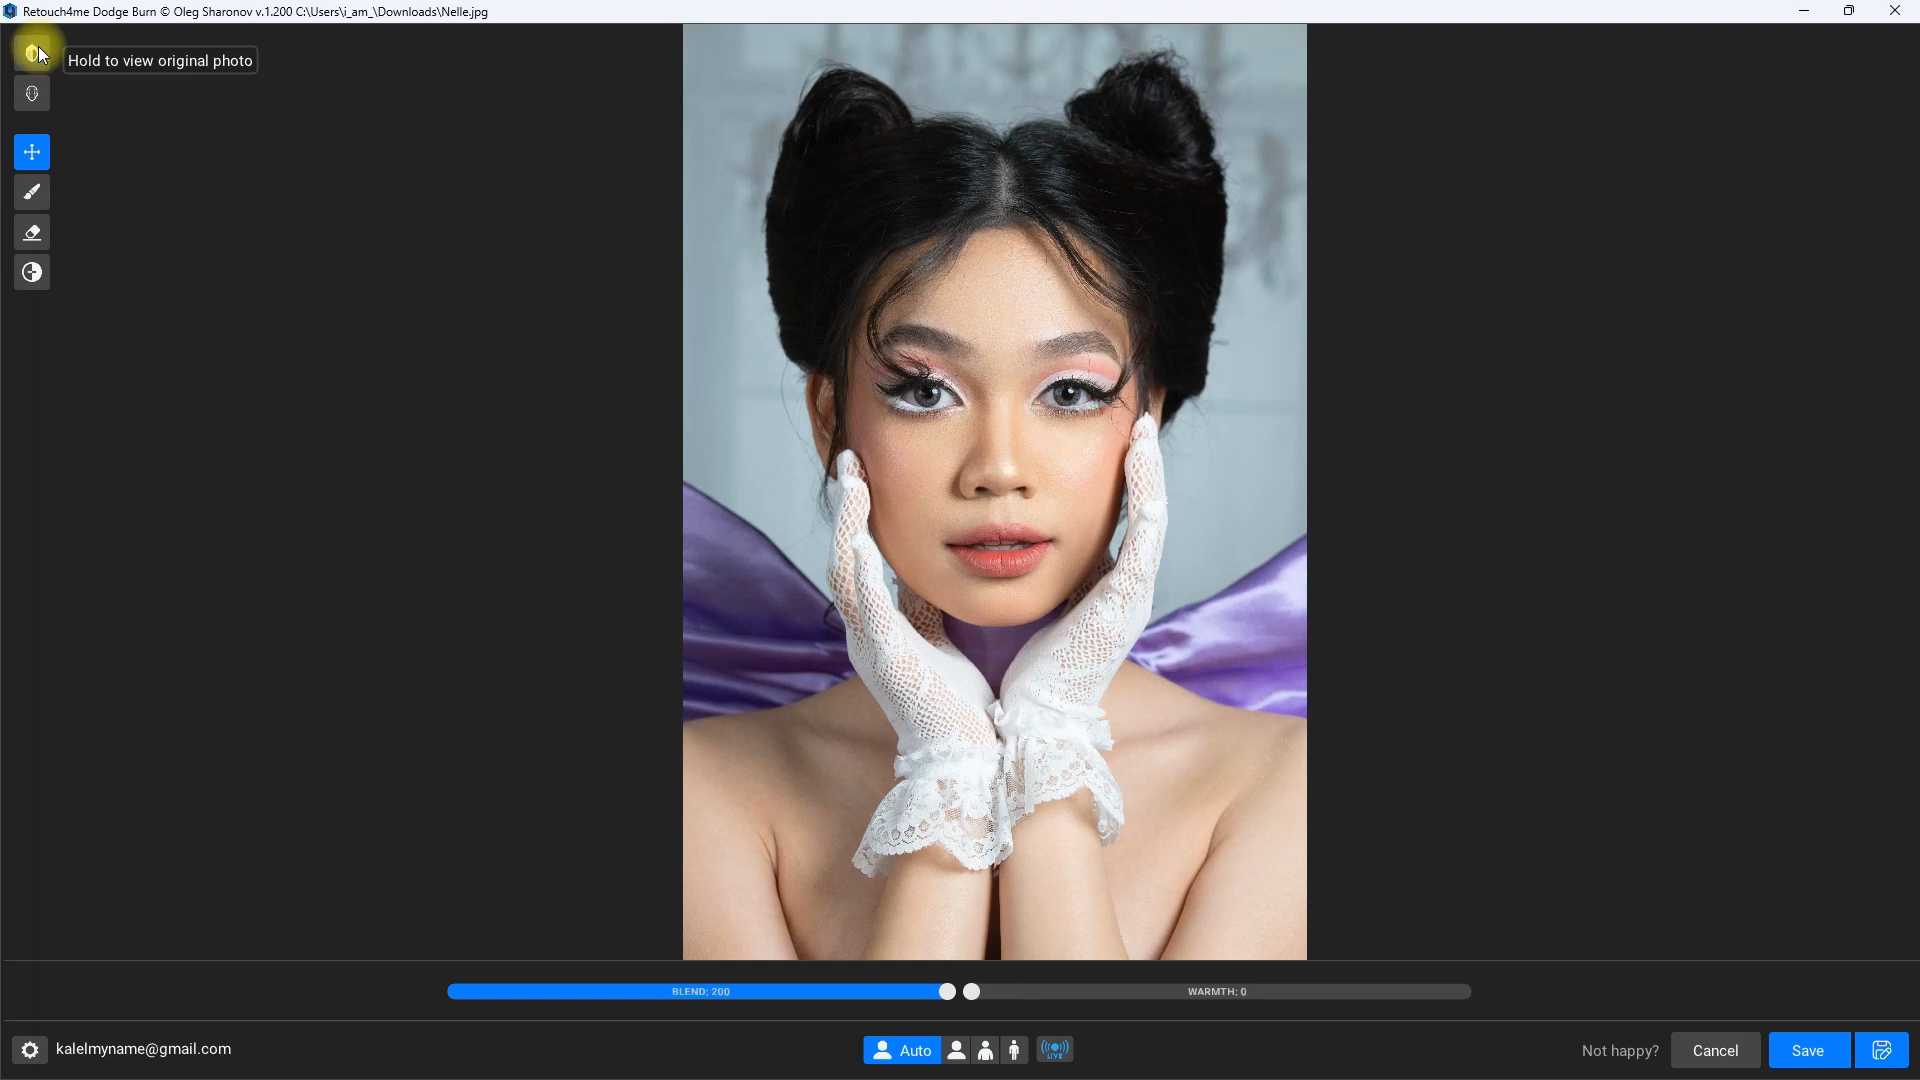 Retouch4me Dodge Burn © Oleg Sharonov v.1.200 C:\Users\i_am_\Downloads\Nelle.jpg
Hold to view original photo
BLEND: 200
WARMTH: 0
kalelmyname@gmail.com
Auto
LIVE
Not happy?
Cancel
Save